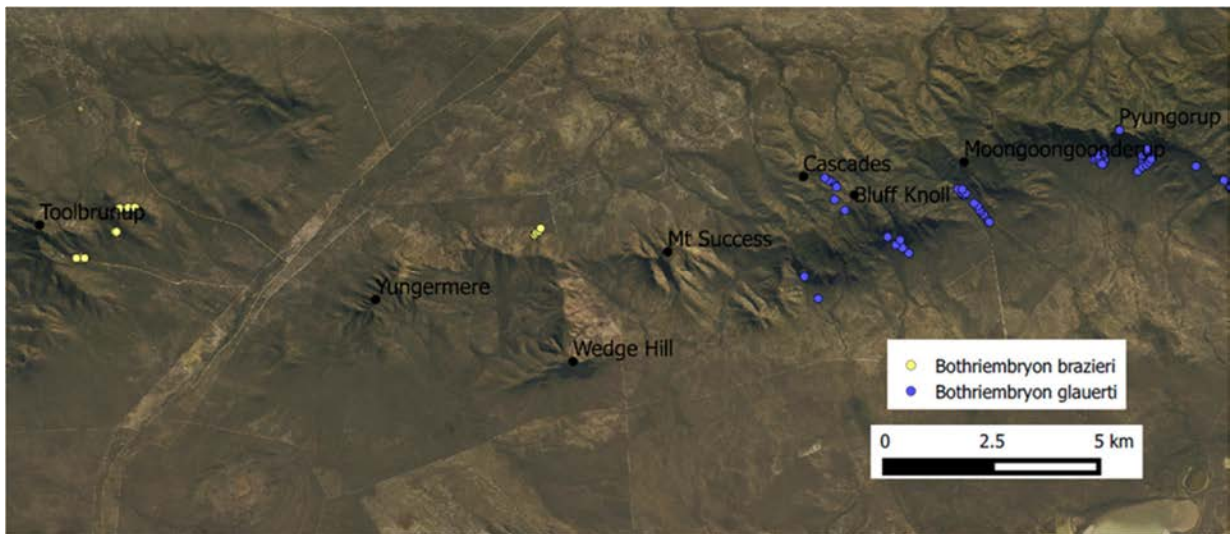 Pyungorup
Moongoongoonderup
Cascades
Bluff Knoll
Toolbrunup
Mt Success
Yungermere
Wedge Hill
Bothriembryon brazieri
Bothriembryon glauerti
0 2.5 5 km